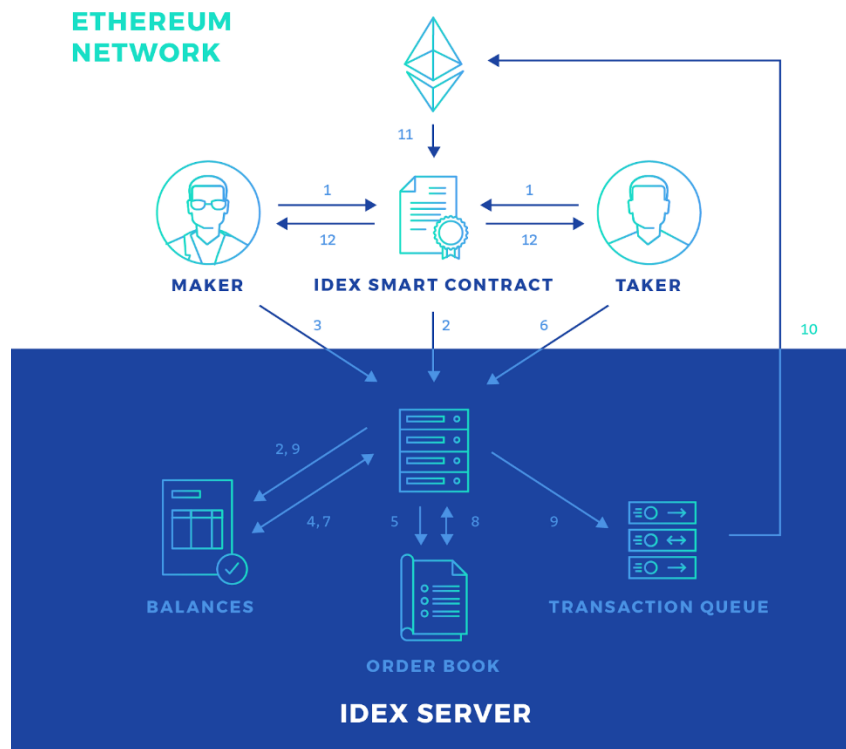 ETHEREUM
NETWORK
11
1
1
12
12
MAKER
IDEX SMART CONTRACT
TAKER
3
2
6
10
2, 9
4, 7
5
8
9
BALANCES
TRANSACTION QUEUE
ORDER BOOK
IDEX SERVER